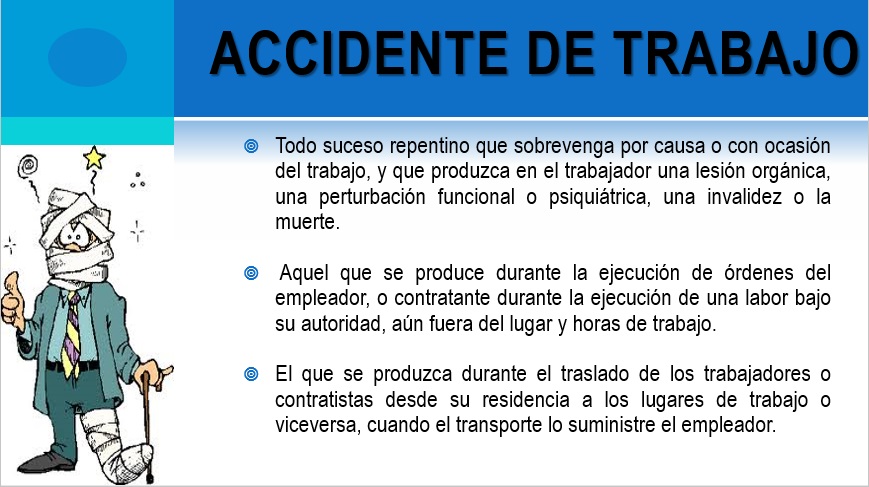 ACCIDENTE DE TRABAJO
Todo suceso repentino que sobrevenga por causa o con ocasión
del trabajo, y que produzca en el trabajador una lesión orgánica,
una perturbación funcional o psiquiátrica, una invalidez o la
muerte.
Aquel que se produce durante la ejecución de órdenes del
empleador, o contratante durante la ejecución de una labor bajo
su autoridad, aún fuera del lugar y horas de trabajo.
El que se produzca durante el traslado de los trabajadores o
contratistas desde su residencia a los lugares de trabajo o
viceversa, cuando el transporte lo suministre el empleador.